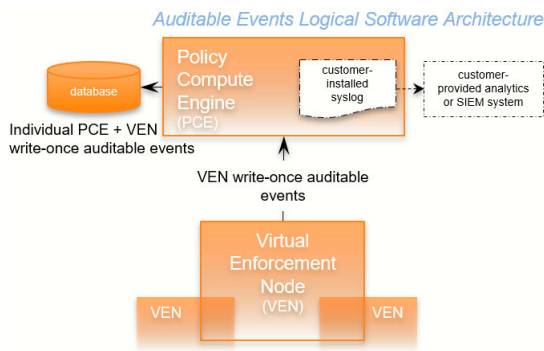 Auditable Events Logical Software Architecture
Policy
Compute
Engine
(PCE)
customer-
installed
syslog
customer-
provided analytics
or SIEM system
database
Individual PCE + VEN
write-once auditable events
VEN write-once auditable
events
Virtual
Enforcement
Node
(VEN)
VEN
VEN